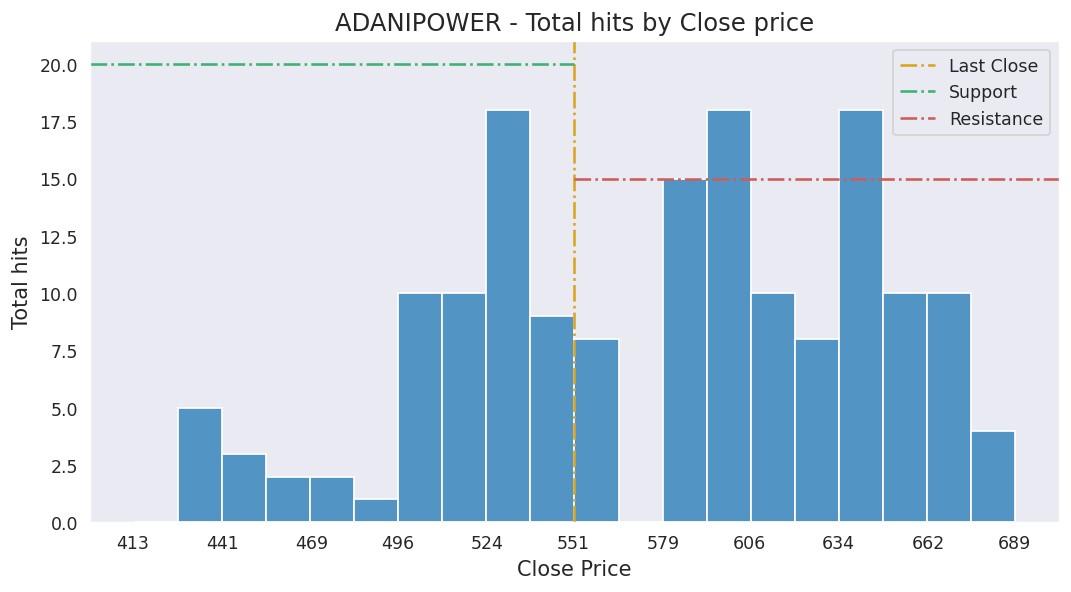 ADANIPOWER - Total hits by Close price
Last Close
Support
Resistance
Total hits
20.0
17.5
15.0
12.5
10.0
7.5
5.0
2.5
0.0
413 441 469 496 524 551 579 606 634 662 689
Close Price